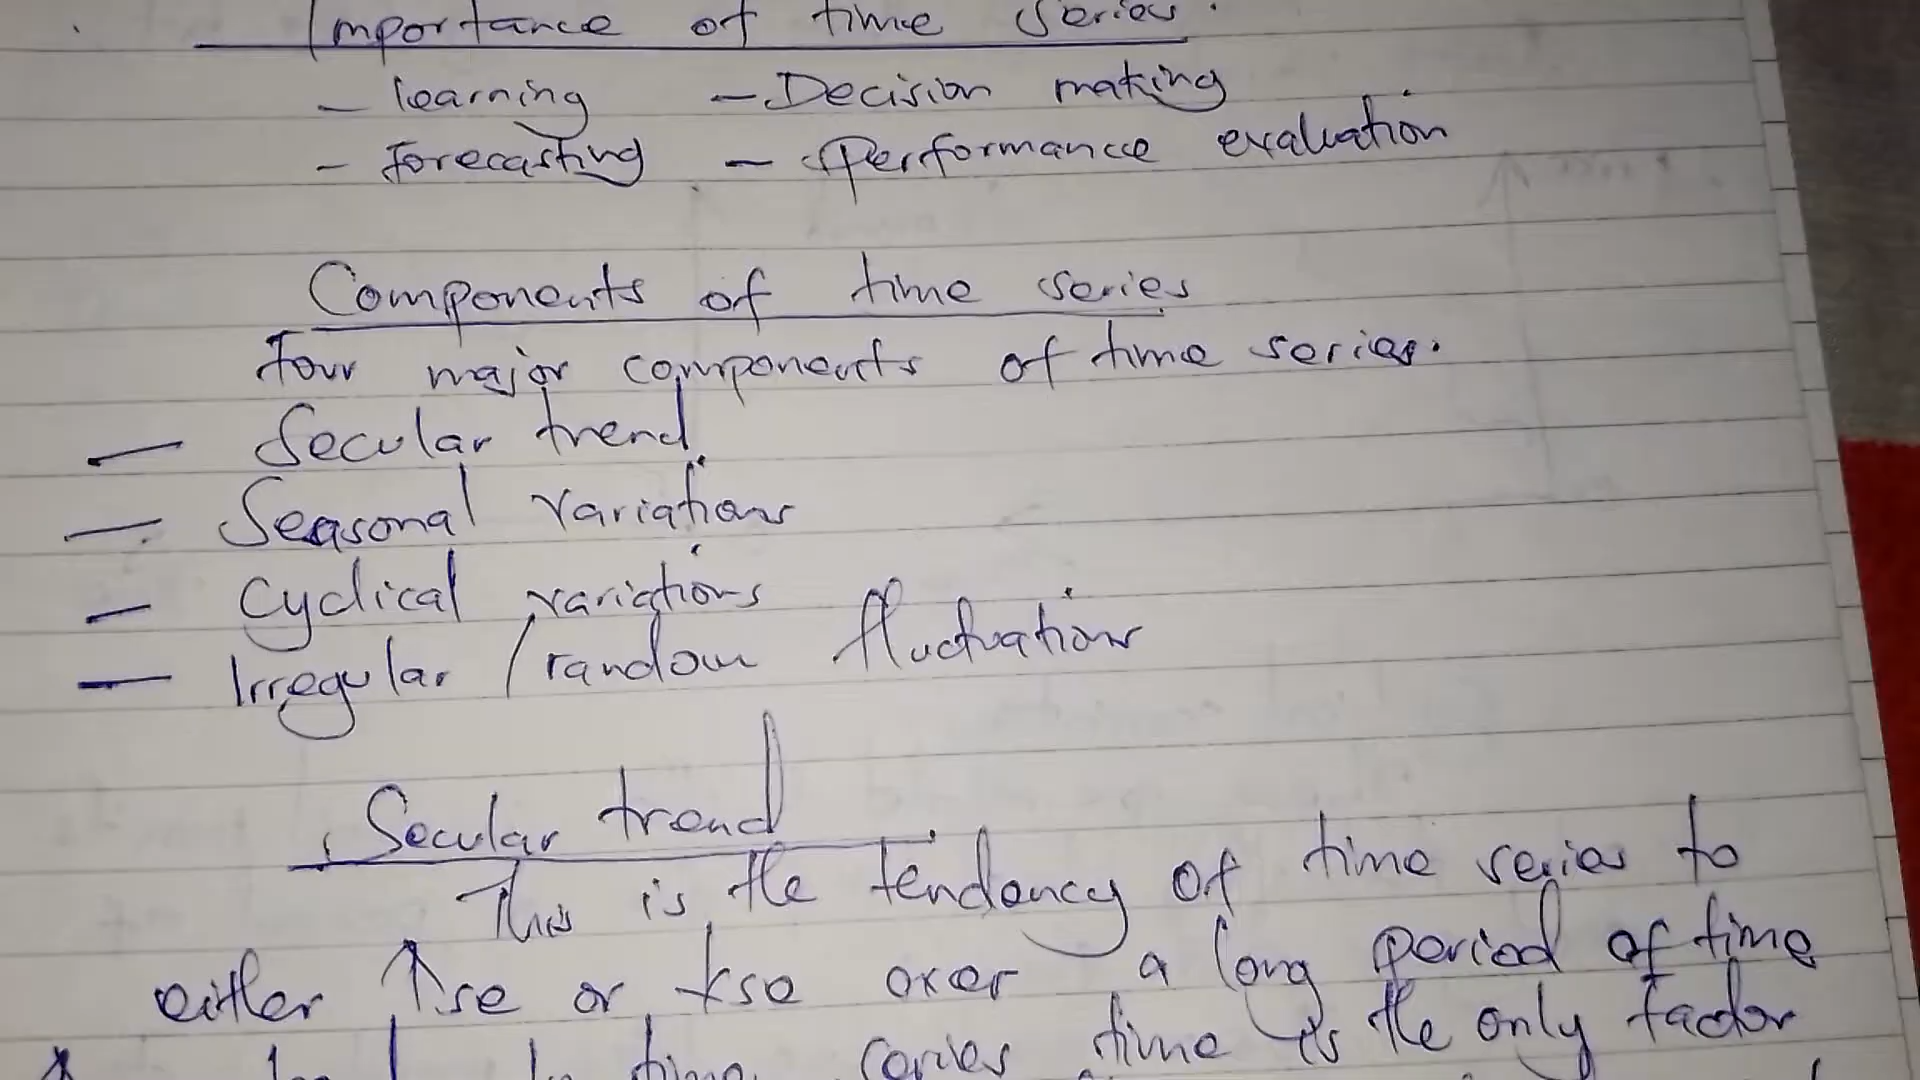 Importance of time series.
- learning - Decision making
- Forecasting - Performance evaluation
Components of time series
Four major components of time series.
- Secular trend
- Seasonal variations
- Cyclical variations
- Irregular / random fluctuations
Secular trend
This is the tendency of time series to
either ↑se or ↓se over a long period of time
time series time is the only factor